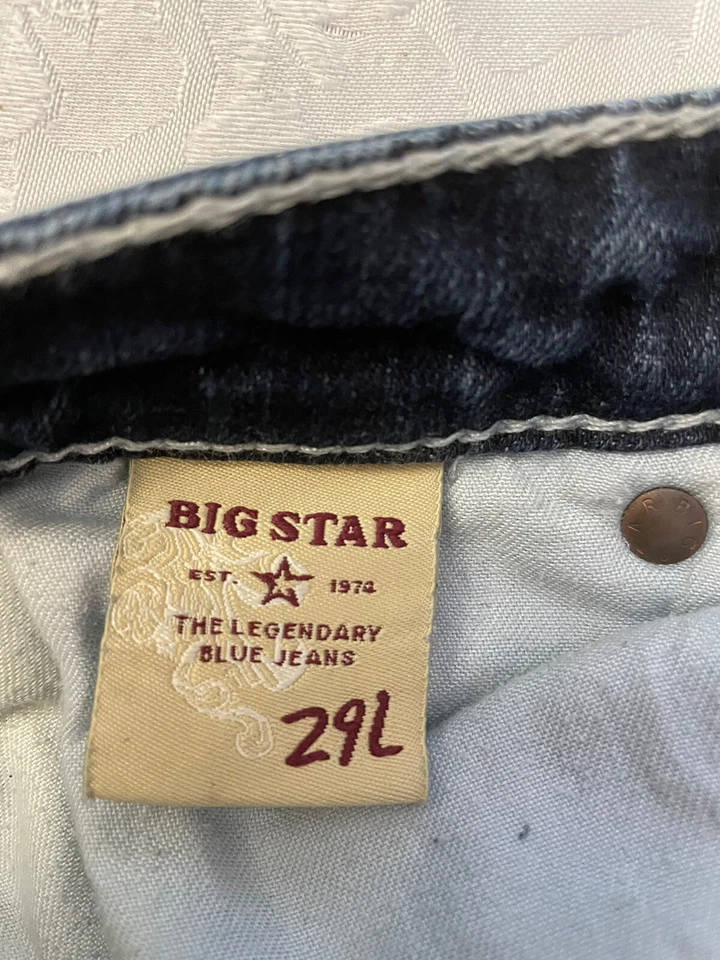 BIG STAR
EST. 1974
THE LEGENDARY
BLUE JEANS
29L